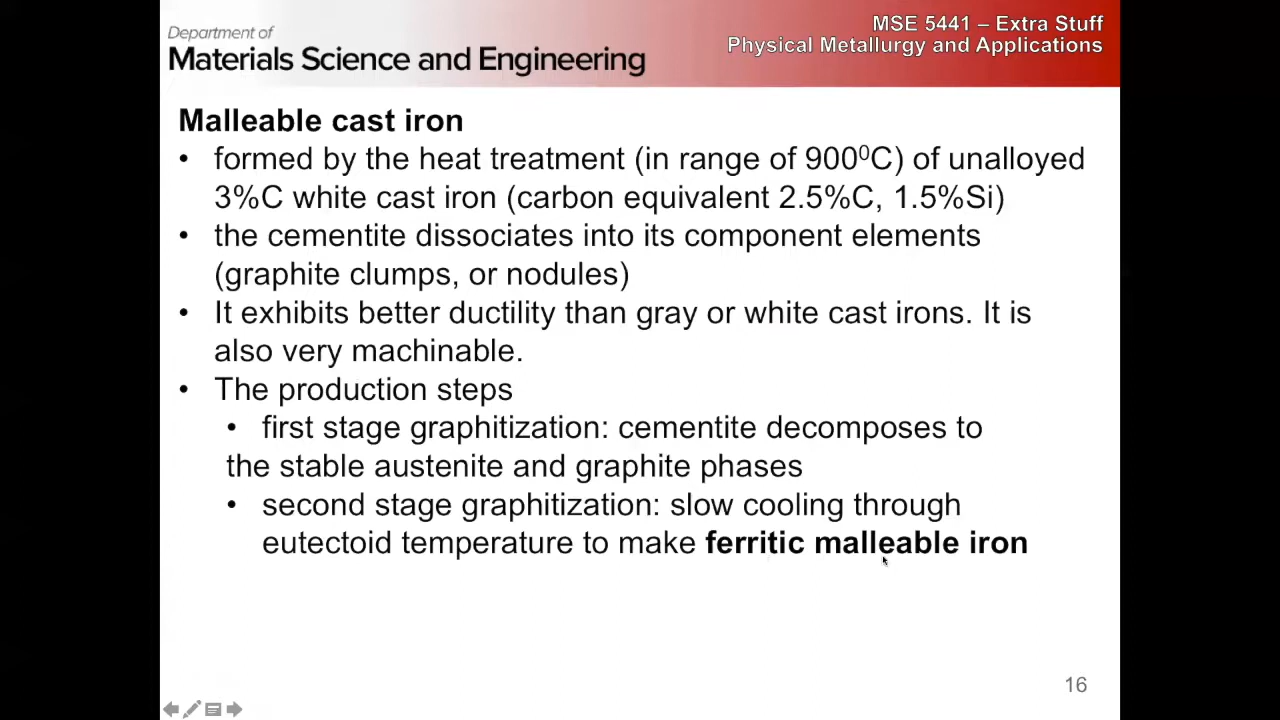 Department of
Materials Science and Engineering
MSE 5441 – Extra Stuff
Physical Metallurgy and Applications
Malleable cast iron
• formed by the heat treatment (in range of 900⁰C) of unalloyed
3%C white cast iron (carbon equivalent 2.5%C, 1.5%Si)
• the cementite dissociates into its component elements
(graphite clumps, or nodules)
• It exhibits better ductility than gray or white cast irons. It is
also very machinable.
• The production steps
• first stage graphitization: cementite decomposes to
the stable austenite and graphite phases
• second stage graphitization: slow cooling through
eutectoid temperature to make ferritic malleable iron
16